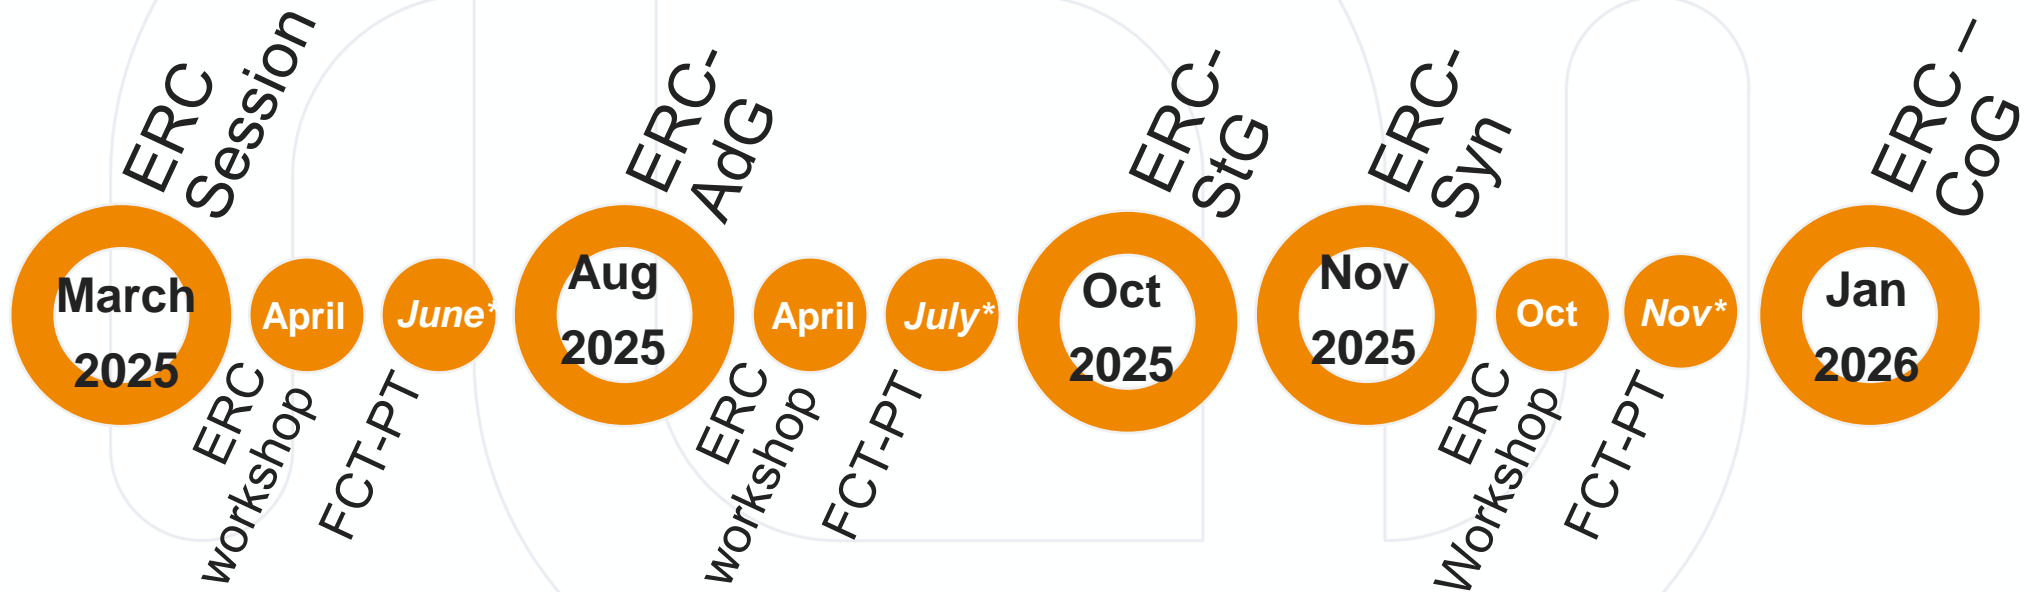 ERC
Session
March
2025
April
ERC
workshop
June*
FCT-PT
ERC-
AdG
Aug
2025
April
ERC
workshop
July*
FCT-PT
ERC-
StG
Oct
2025
ERC-
Syn
Nov
2025
Oct
ERC
Workshop
Nov*
FCT-PT
ERC –
CoG
Jan
2026